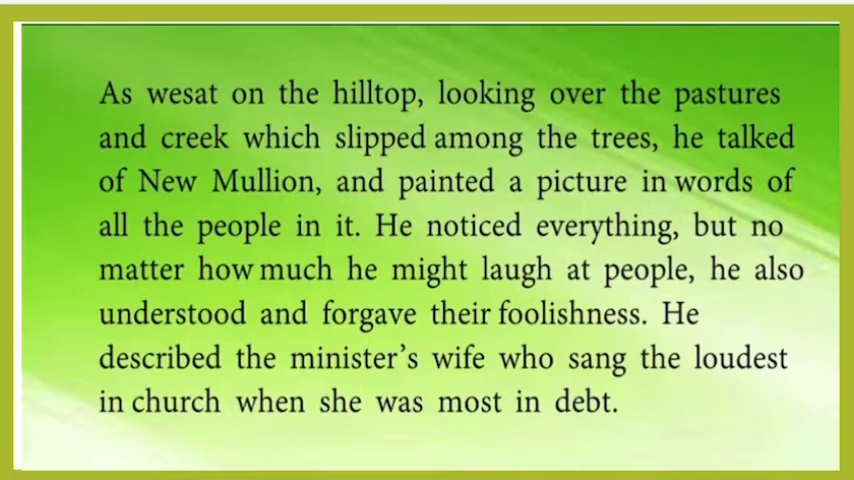 As wesat on the hilltop, looking over the pastures
and creek which slipped among the trees, he talked
of New Mullion, and painted a picture in words of
all the people in it. He noticed everything, but no
matter how much he might laugh at people, he also
understood and forgave their foolishness. He
described the minister’s wife who sang the loudest
in church when she was most in debt.